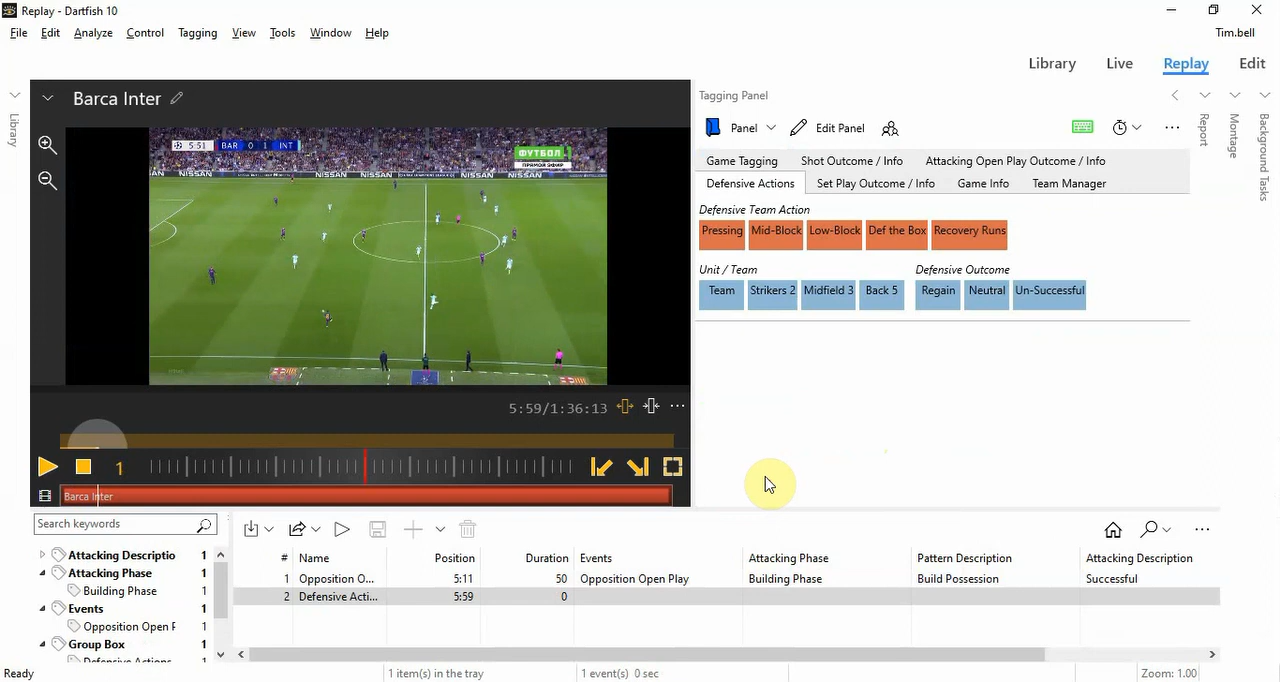 Replay - Dartfish 10
File Edit Analyze Control Tagging View Tools Window Help
Tim.bell
Library Live Replay Edit
Library
Barca Inter
5:51 BAR 0 1 INT
ФУТБОЛ 1
ПРЯМОЙ ЭФИР
NISSAN NISSAN NISSAN NISSAN
5:59/1:36:13
1
Barca Inter
Tagging Panel
Panel Edit Panel
Report
Montage
Background Tasks
Game Tagging Shot Outcome / Info Attacking Open Play Outcome / Info
Defensive Actions Set Play Outcome / Info Game Info Team Manager
Defensive Team Action
Pressing Mid-Block Low-Block Def the Box Recovery Runs
Unit / Team Defensive Outcome
Team Strikers 2 Midfield 3 Back 5 Regain Neutral Un-Successful
Search keywords
Attacking Descriptio 1
Attacking Phase 1
Building Phase 1
Events 1
Opposition Open F 1
Group Box 1
Defensive Actions 1
# Name Position Duration Events Attacking Phase Pattern Description Attacking Description
1 Opposition O... 5:11 50 Opposition Open Play Building Phase Build Possession Successful
2 Defensive Acti... 5:59 0
Ready 1 item(s) in the tray 1 event(s) 0 sec Zoom: 1.00